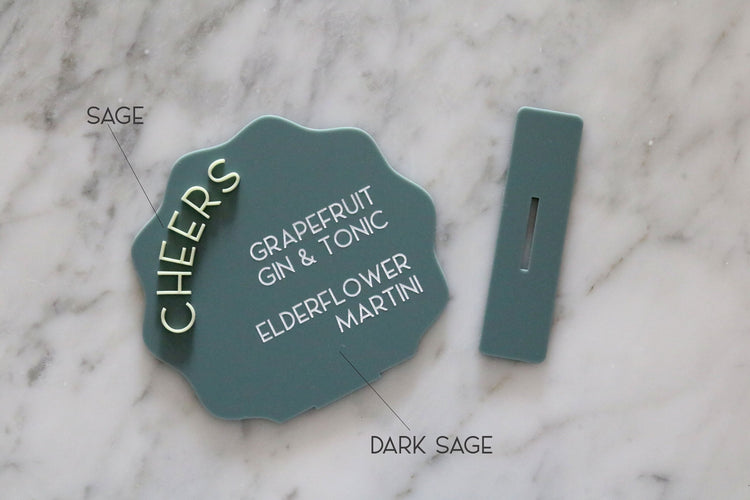 SAGE
CHEERS
GRAPEFRUIT
GIN & TONIC
ELDERFLOWER
MARTINI
DARK SAGE